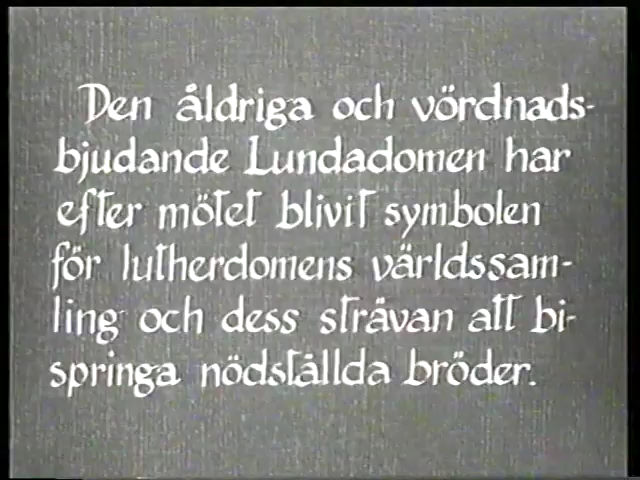 Den åldriga och vördnads-
bjudande Lundadomen har
efter mötet blivit symbolen
för lutherdomens världssam-
ling och dess strävan att bi-
springa nödställda bröder.